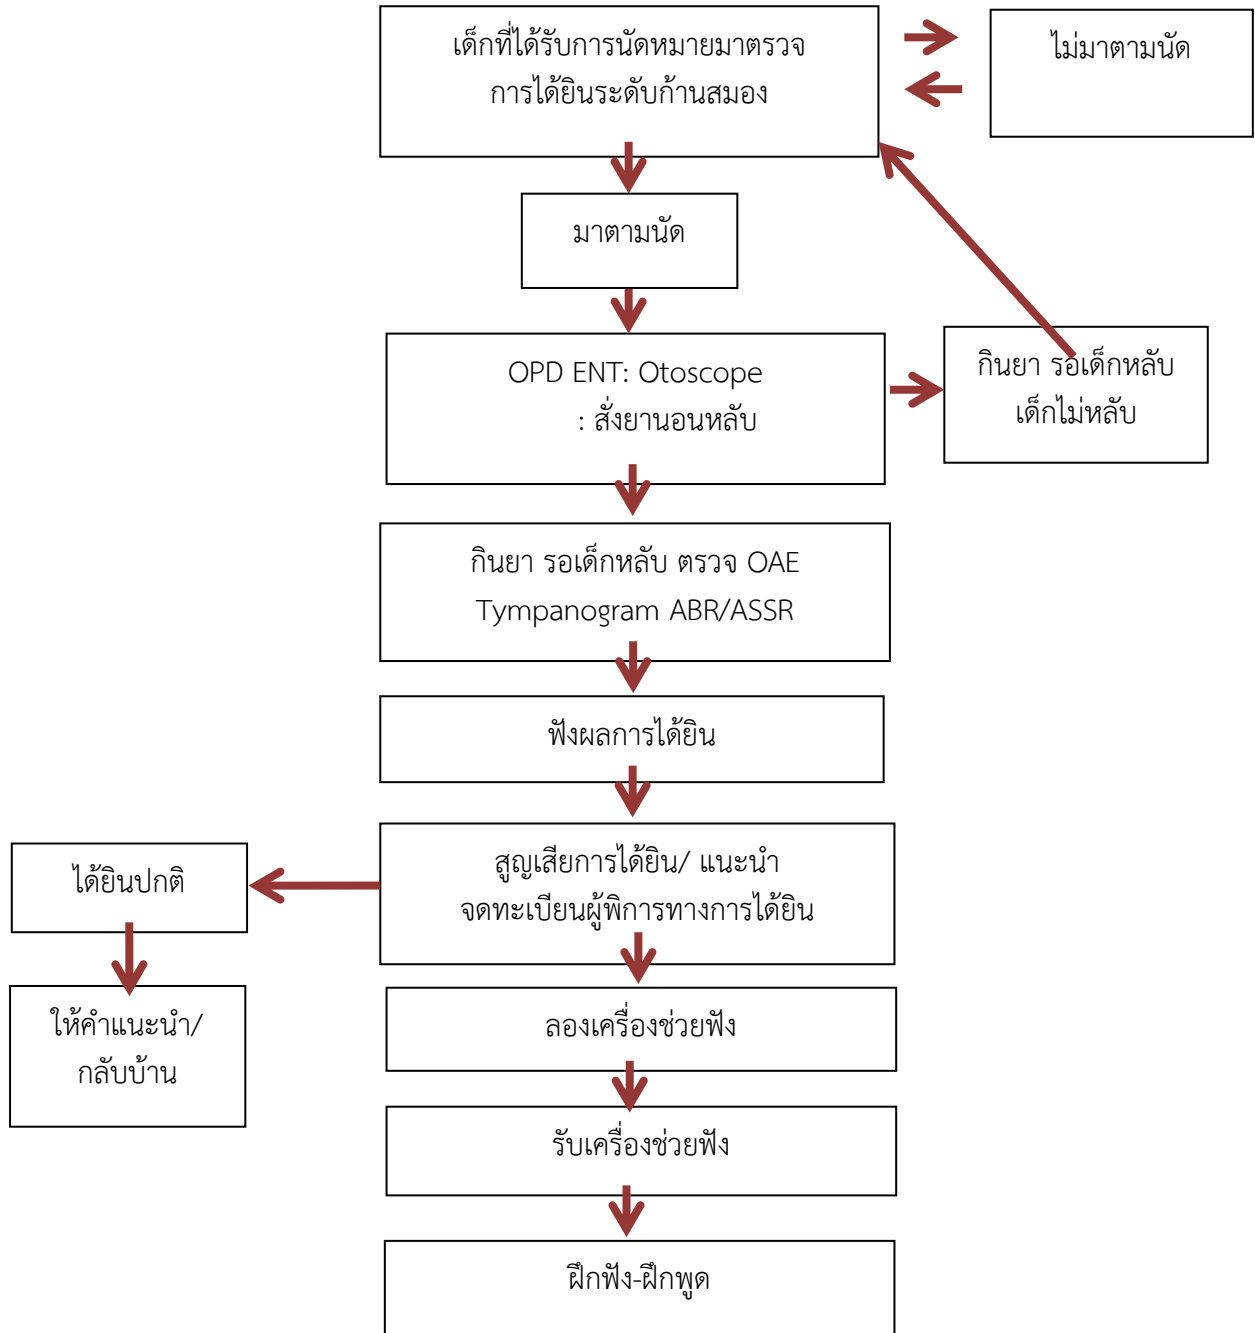 เด็กที่ได้รับการนัดหมายมาตรวจ
การได้ยินระดับก้านสมอง
ไม่มาตามนัด
มาตามนัด
OPD ENT: Otoscope
: สั่งยานอนหลับ
กินยา รอเด็กหลับ
เด็กไม่หลับ
กินยา รอเด็กหลับ ตรวจ OAE
Tympanogram ABR/ASSR
ฟังผลการได้ยิน
สูญเสียการได้ยิน/ แนะนำ
จดทะเบียนผู้พิการทางการได้ยิน
ได้ยินปกติ
ให้คำแนะนำ/
กลับบ้าน
ลองเครื่องช่วยฟัง
รับเครื่องช่วยฟัง
ฝึกฟัง-ฝึกพูด